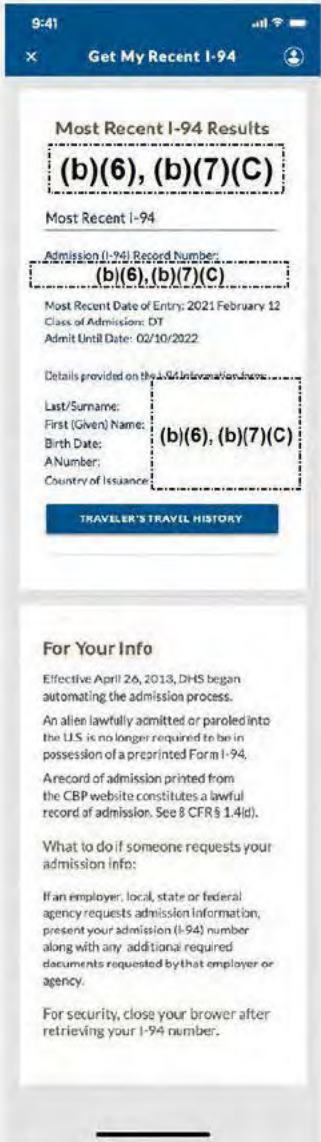 9:41
× Get My Recent I-94
Most Recent I-94 Results
(b)(6), (b)(7)(C)
Most Recent I-94
Admission (I-94) Record Number:
(b)(6), (b)(7)(C)
Most Recent Date of Entry: 2021 February 12
Class of Admission: DT
Admit Until Date: 02/10/2022
Details provided on the I-94 Information form:
Last/Surname:
First (Given) Name:
Birth Date:
(b)(6), (b)(7)(C)
ANumber:
Country of Issuance
TRAVELER'S TRAVEL HISTORY
For Your Info
Effective April 26, 2013, DHS began
automating the admission process.
An alien lawfully admitted or paroled into
the U.S. is no longer required to be in
possession of a preprinted Form I-94.
A record of admission printed from
the CBP website constitutes a lawful
record of admission. See 8 CFR § 1.4(d).
What to do if someone requests your
admission info:
If an employer, local, state or federal
agency requests admission information,
present your admission (I-94) number
along with any additional required
documents requested by that employer or
agency.
For security, close your brower after
retrieving your I-94 number.